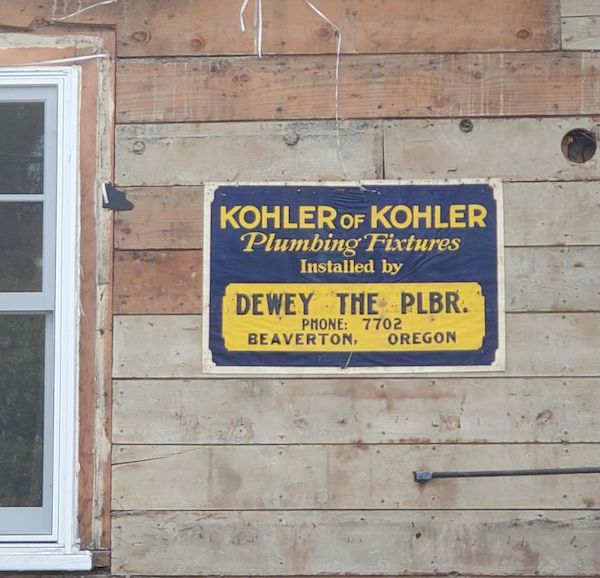 KOHLER OF KOHLER
Plumbing Fixtures
Installed by
DEWEY THE PLBR.
PHONE: 7702
BEAVERTON, OREGON